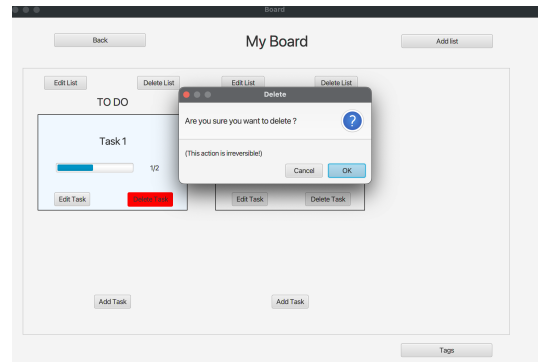 Board
Back
My Board
Add list
Edit List
Delete List
Edit List
Delete List
TO DO
Task 1
1/2
Edit Task
Delete Task
Delete
Are you sure you want to delete ?
?
(This action is irreversible!)
Cancel
OK
Edit Task
Delete Task
Add Task
Add Task
Tags